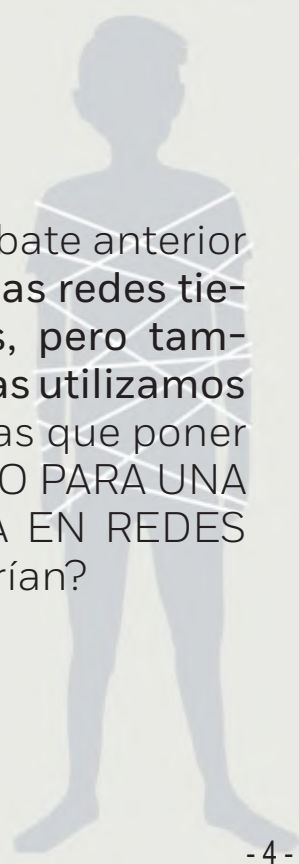 bate anterior
as redes tie-
s, pero tam-
as utilizamos
as que poner
O PARA UNA
A EN REDES
rían?
- 4 -